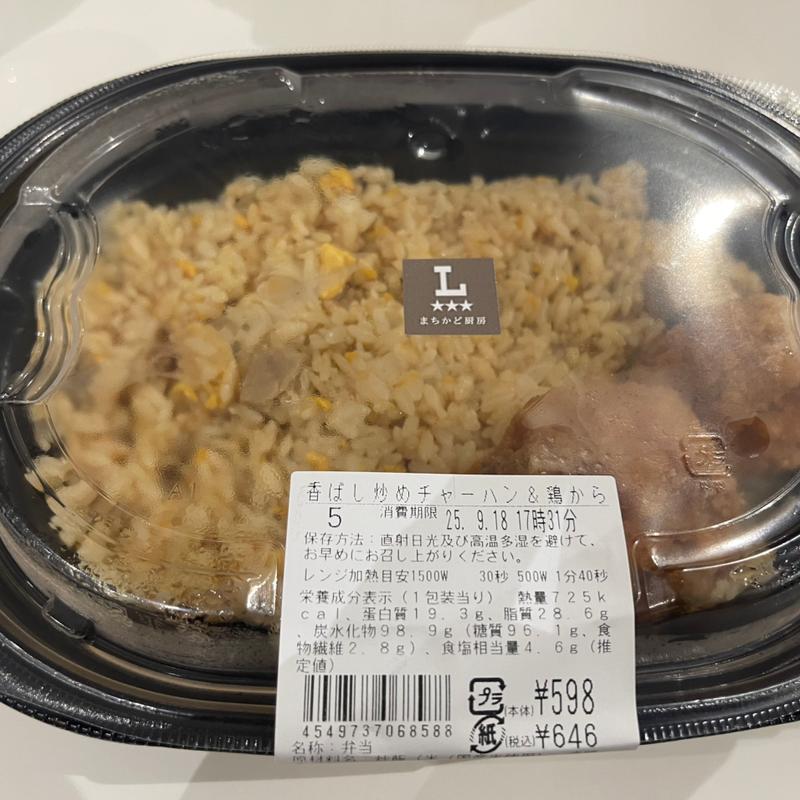 L
★★★
まちかど厨房
プラ
香ばし炒めチャーハン&鶏から
5 消費期限 25. 9.18 17時31分
保存方法:直射日光及び高温多湿を避けて、
お早めにお召し上がりください。
レンジ加熱目安1500W 30秒 500W 1分40秒
栄養成分表示(1包装当り) 熱量725k
cal、蛋白質19.3g、脂質28.6g
、炭水化物98.9g(糖質96.1g、食
物繊維2.8g)、食塩相当量4.6g(推
定値)
プラ (本体)¥598
4549737068588 紙 (税込)¥646
名称:弁当